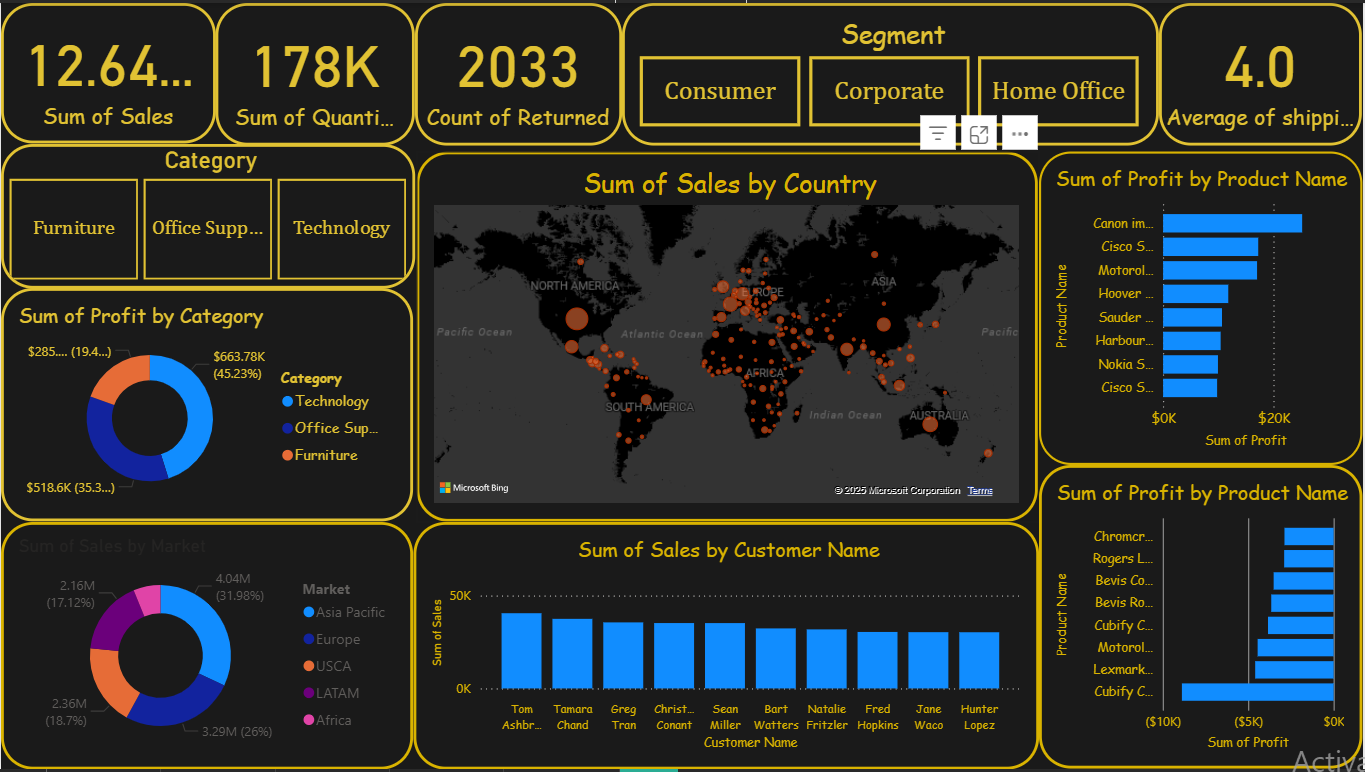 12.64...
Sum of Sales
178K
Sum of Quanti...
2033
Count of Returned
Segment
Consumer
Corporate
Home Office
4.0
Average of shippi...
Category
Furniture
Office Supp...
Technology
Sum of Profit by Category
$285.... (19.4...)
$663.78K
(45.23%)
$518.6K (35.3...)
Category
Technology
Office Sup...
Furniture
Sum of Sales by Country
NORTH AMERICA
EUROPE
ASIA
Pacific Ocean
Atlantic Ocean
Pacific
AFRICA
SOUTH AMERICA
Indian Ocean
AUSTRALIA
Microsoft Bing
© 2025 Microsoft Corporation Terms
Sum of Profit by Product Name
Product Name
Canon im...
Cisco S...
Motorol...
Hoover ...
Sauder ...
Harbour...
Nokia S...
Cisco S...
$0K
$20K
Sum of Profit
Sum of Sales by Market
4.04M
(31.98%)
2.16M
(17.12%)
2.36M
(18.7%)
3.29M (26%)
Market
Asia Pacific
Europe
USCA
LATAM
Africa
Sum of Sales by Customer Name
Sum of Sales
50K
0K
Tom Ashbr...
Tamara Chand
Greg Tran
Christ... Conant
Sean Miller
Bart Watters
Natalie Fritzler
Fred Hopkins
Jane Waco
Hunter Lopez
Customer Name
Sum of Profit by Product Name
Product Name
Chromcr...
Rogers L...
Bevis Co...
Bevis Ro...
Cubify C...
Motorol...
Lexmark...
Cubify C...
($10K)
($5K)
$0K
Sum of Profit
Activa